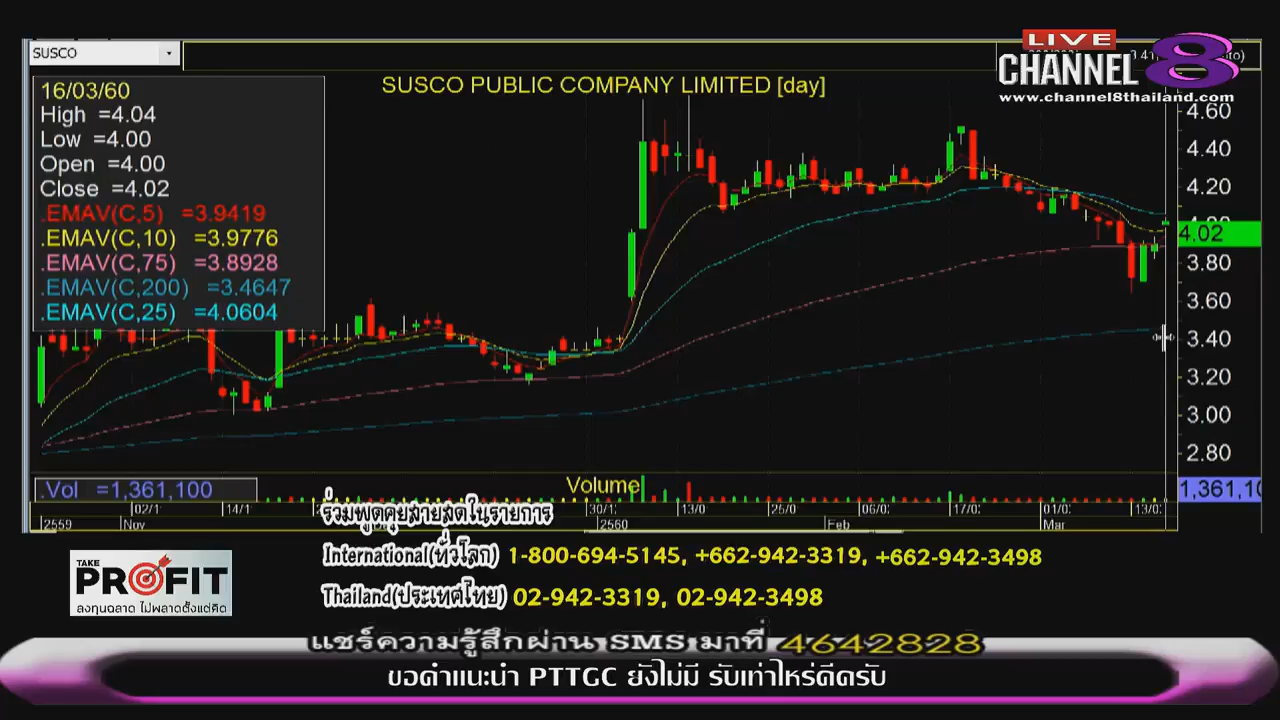 SUSCO
LIVE
CHANNEL 8
www.channel8thailand.com
SUSCO PUBLIC COMPANY LIMITED [day]
16/03/60
High =4.04
Low =4.00
Open =4.00
Close =4.02
.EMAV(C,5) =3.9419
.EMAV(C,10) =3.9776
.EMAV(C,75) =3.8928
.EMAV(C,200) =3.4647
.EMAV(C,25) =4.0604
4.60
4.40
4.20
4.02
3.80
3.60
3.40
3.20
3.00
2.80
.Vol =1,361,100
Volume
1,361,10
02/1 14/1 30/1 13/0 25/0 06/0 17/0 01/0 13/0
2559 Nov 2560 Feb Mar
ร่วมพูดคุยสายสดในรายการ
International(ทั่วโลก) 1-800-694-5145, +662-942-3319, +662-942-3498
Thailand(ประเทศไทย) 02-942-3319, 02-942-3498
TAKE
PROFIT
ลงทุนฉลาด ไม่พลาดตั้งแต่คิด
แชร์ความรู้สึกผ่าน SMS มาที่ 4642828
ขอคำแนะนำ PTTGC ยังไม่มี รับเท่าไหร่ดีครับ